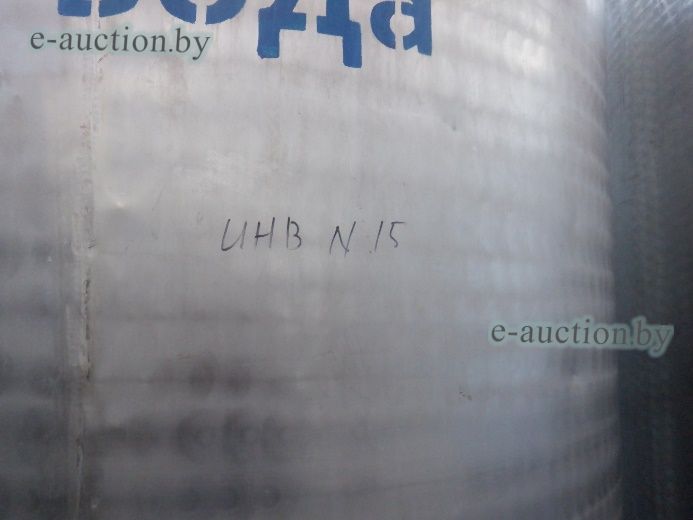 вода
e-auction.by
ИНВ N 15
e-auction.by